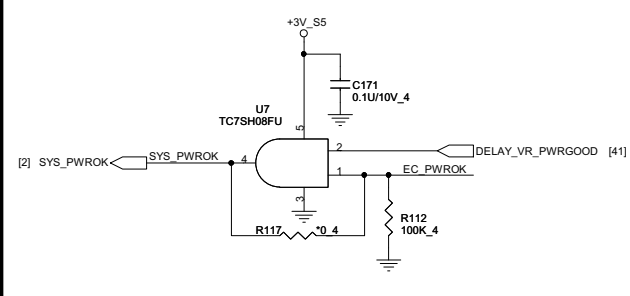 +3V_S5
C171
0.1U/10V_4
U7
TC7SH08FU
5
2
DELAY_VR_PWRGOOD [41]
[2] SYS_PWROK
SYS_PWROK
4
1
EC_PWROK
3
R117
*0_4
R112
100K_4